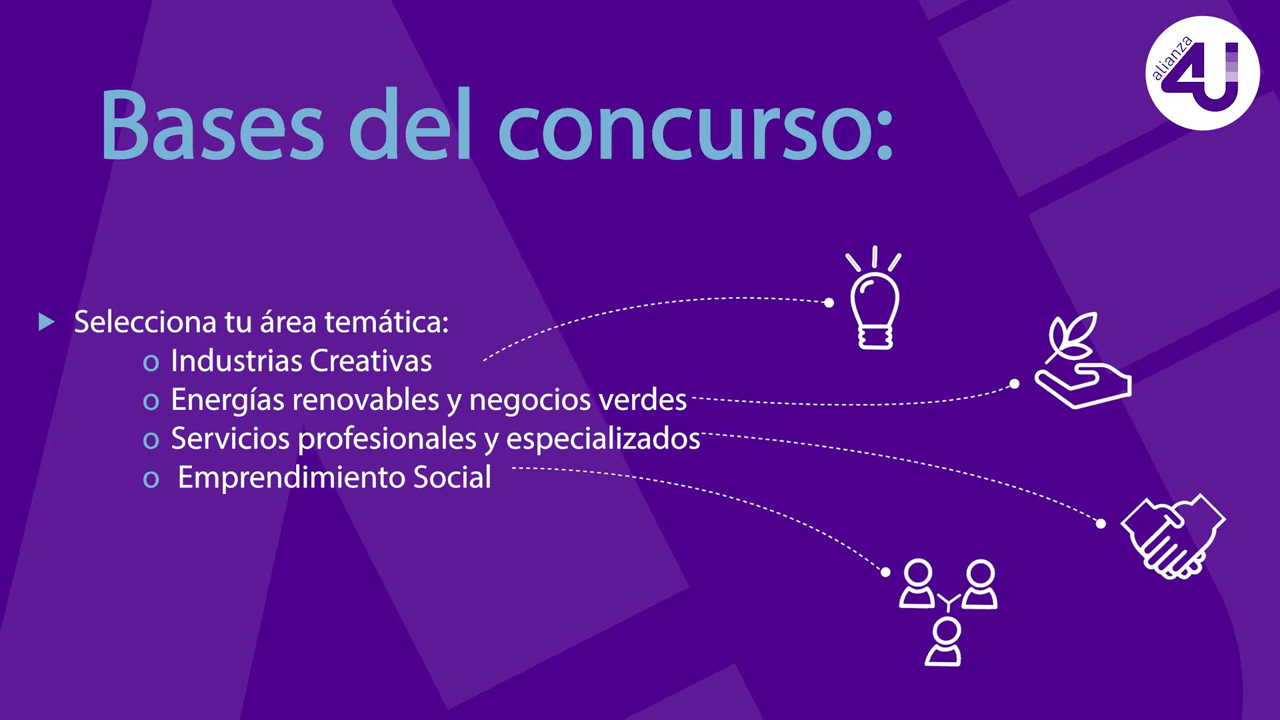 alianza
4U
Bases del concurso:
Selecciona tu área temática:
o Industrias Creativas
o Energías renovables y negocios verdes
o Servicios profesionales y especializados
o Emprendimiento Social